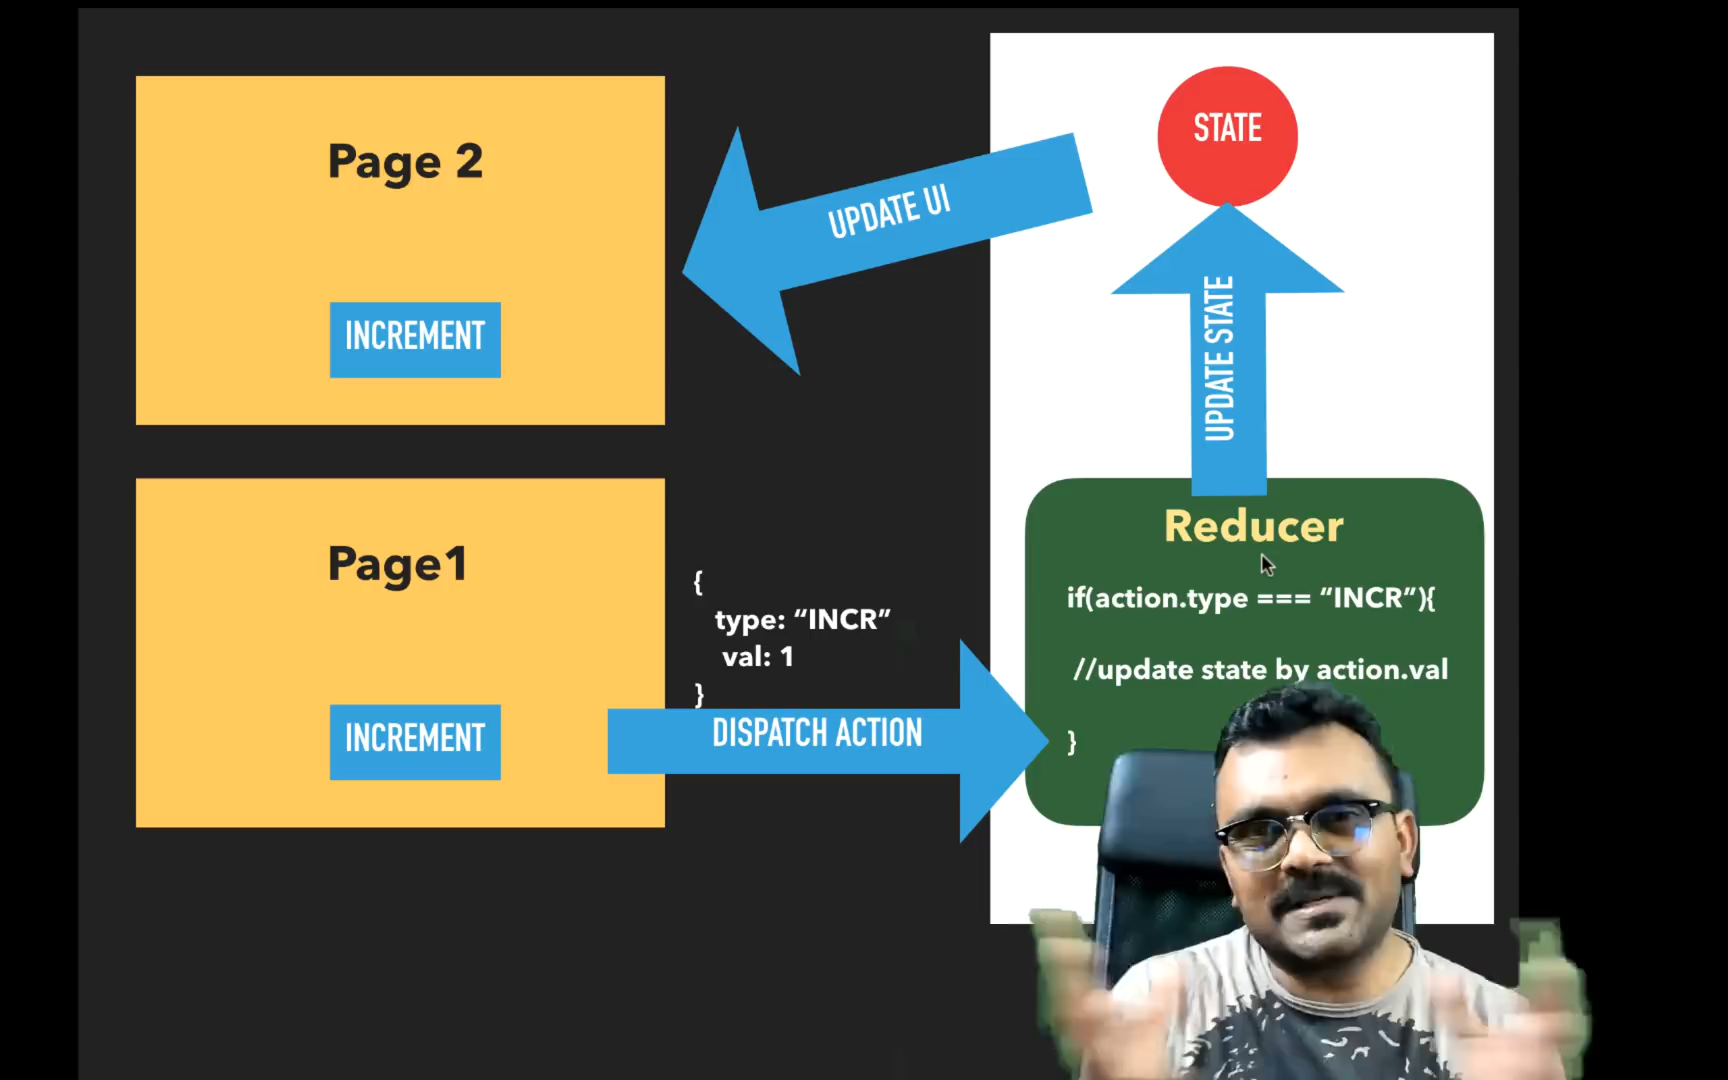 Page 2
INCREMENT
UPDATE UI
STATE
UPDATE STATE
Page1
INCREMENT
{
type: “INCR”
val: 1
}
DISPATCH ACTION
Reducer
if(action.type === “INCR”){
//update state by action.val
}